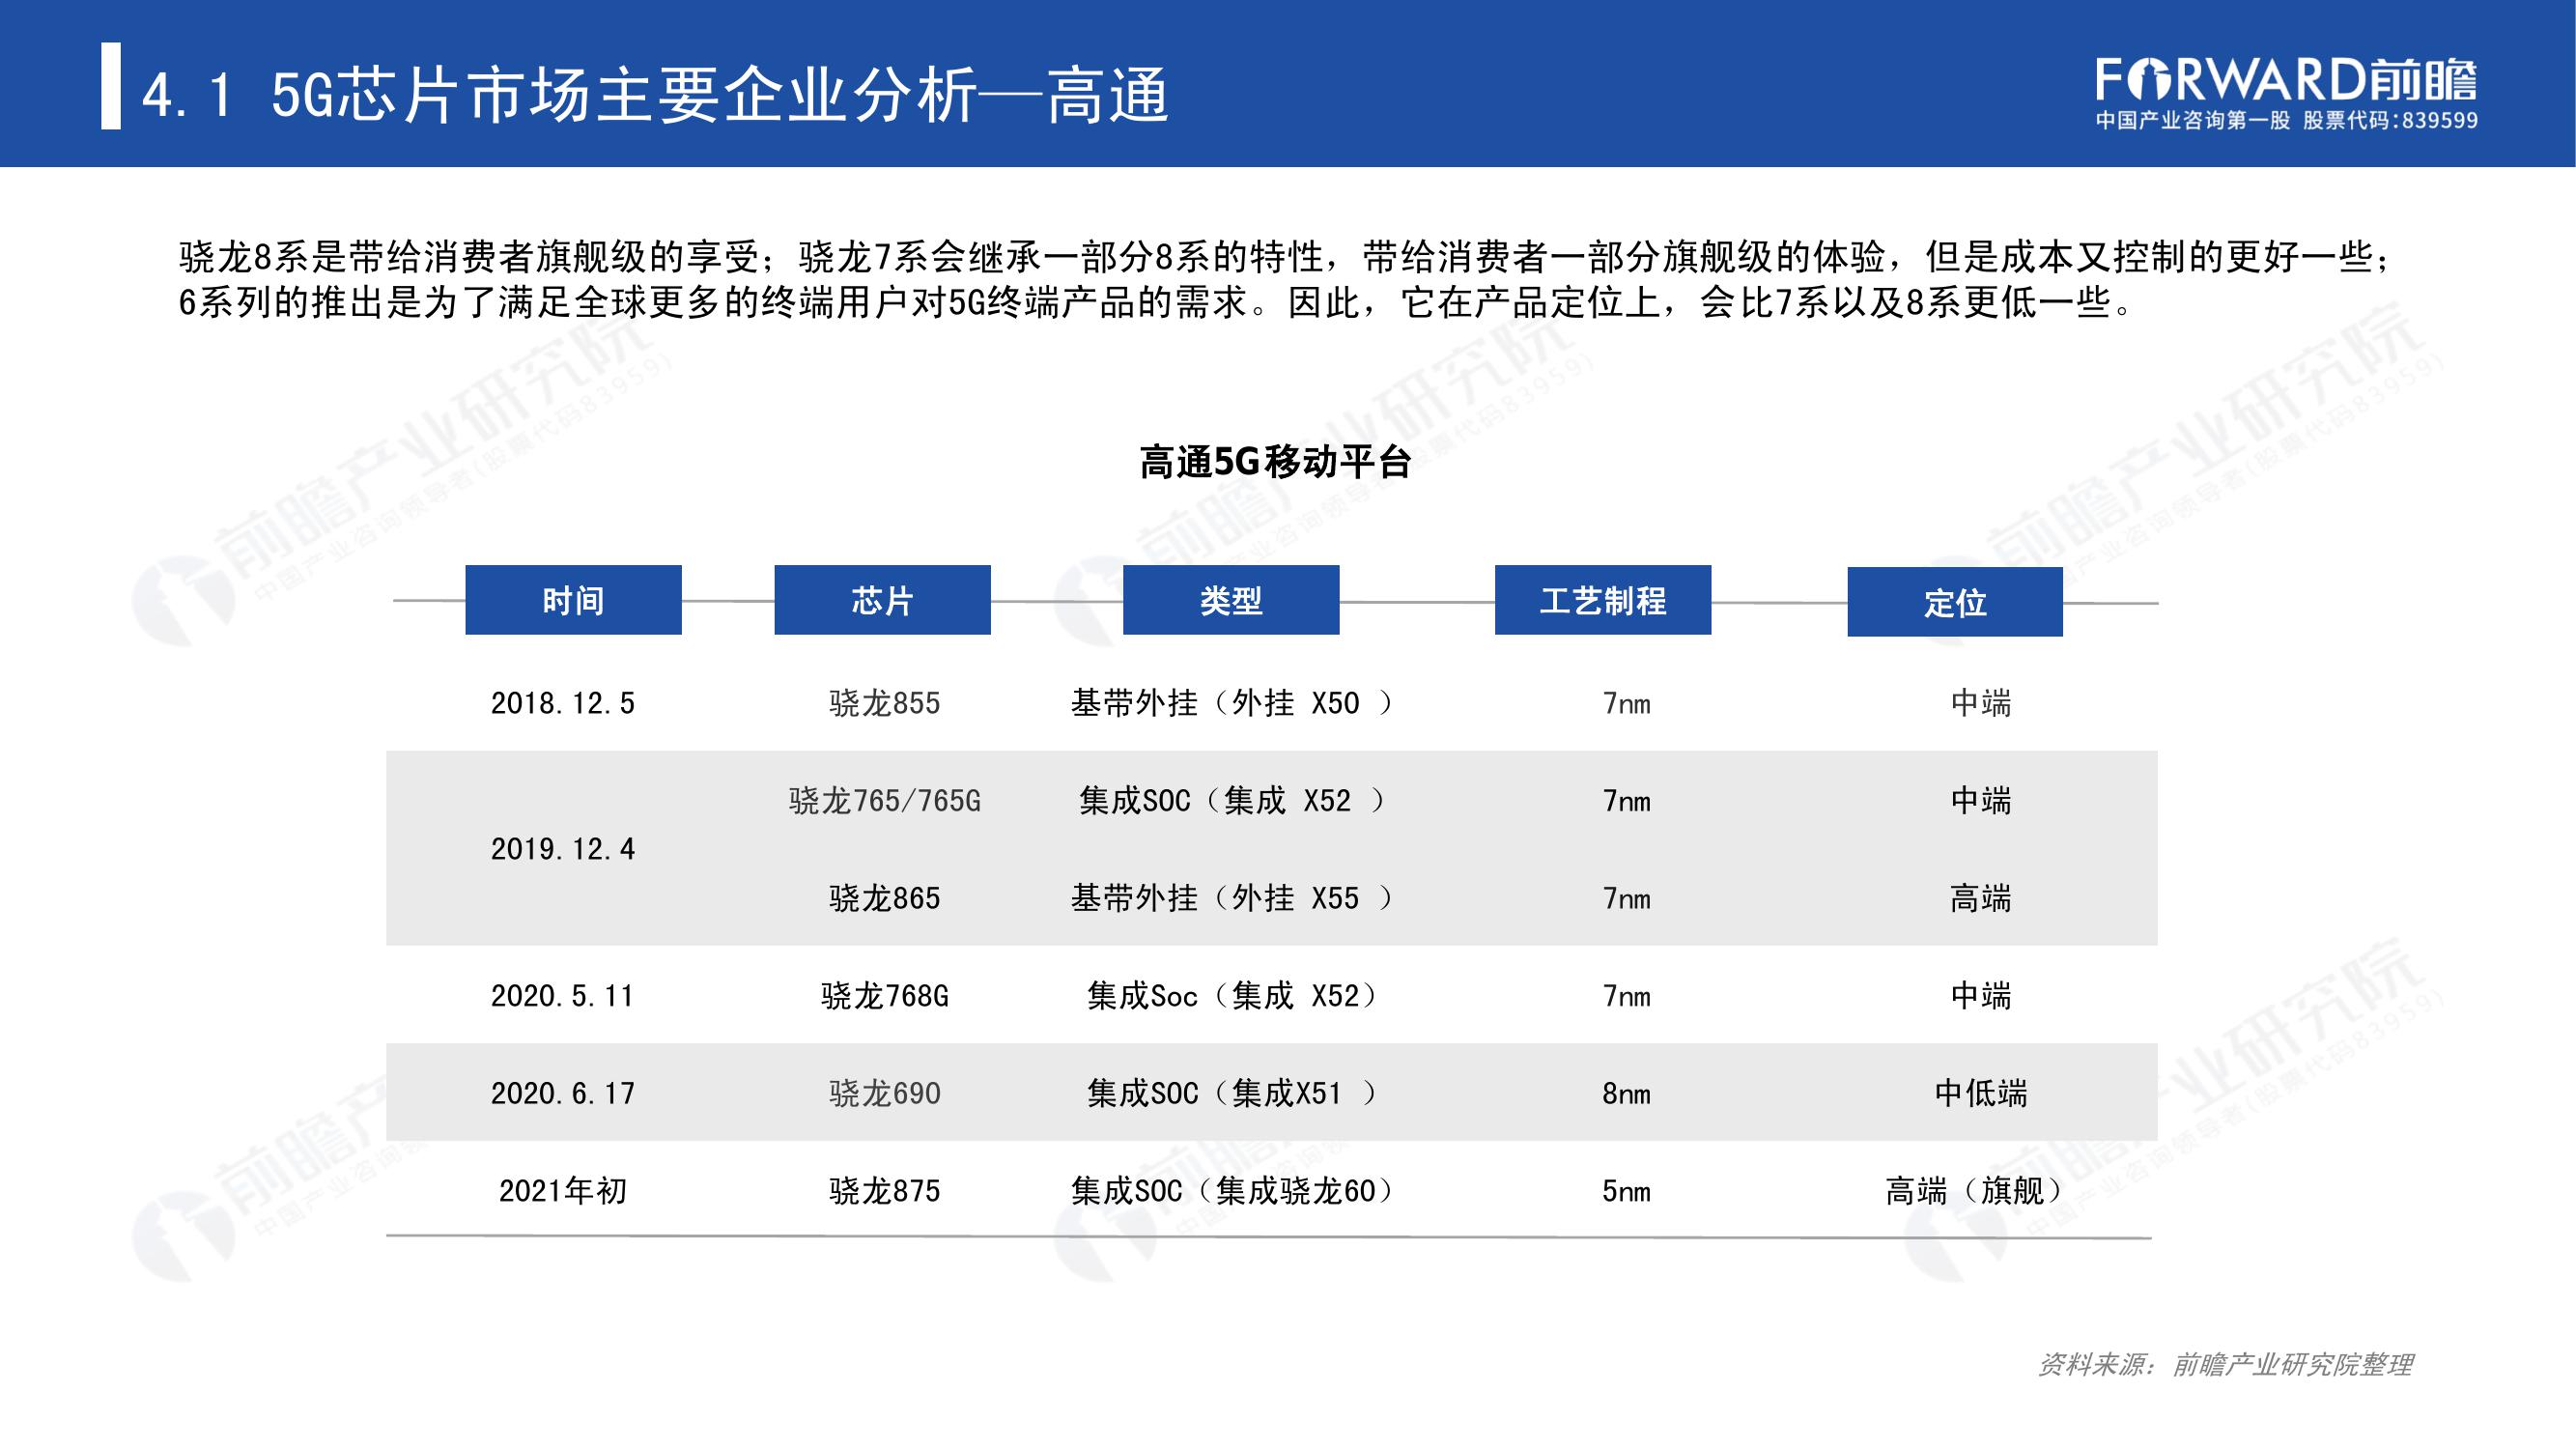 4.1 5G芯片市场主要企业分析——高通
FORWARD前瞻
中国产业咨询第一股 股票代码:839599
骁龙8系是带给消费者旗舰级的享受；骁龙7系会继承一部分8系的特性，带给消费者一部分旗舰级的体验，但是成本又控制的更好一些；
6系列的推出是为了满足全球更多的终端用户对5G终端产品的需求。因此，它在产品定位上，会比7系以及8系更低一些。
高通5G移动平台
时间 芯片 类型 工艺制程 定位
2018.12.5 骁龙855 基带外挂（外挂 X50 ） 7nm 中端
2019.12.4 骁龙765/765G 集成SOC（集成 X52 ） 7nm 中端
骁龙865 基带外挂（外挂 X55 ） 7nm 高端
2020.5.11 骁龙768G 集成Soc（集成 X52） 7nm 中端
2020.6.17 骁龙690 集成SOC（集成X51 ） 8nm 中低端
2021年初 骁龙875 集成SOC（集成骁龙60） 5nm 高端（旗舰）
资料来源：前瞻产业研究院整理
前瞻产业研究院
中国产业咨询领导者(股票代码83959)